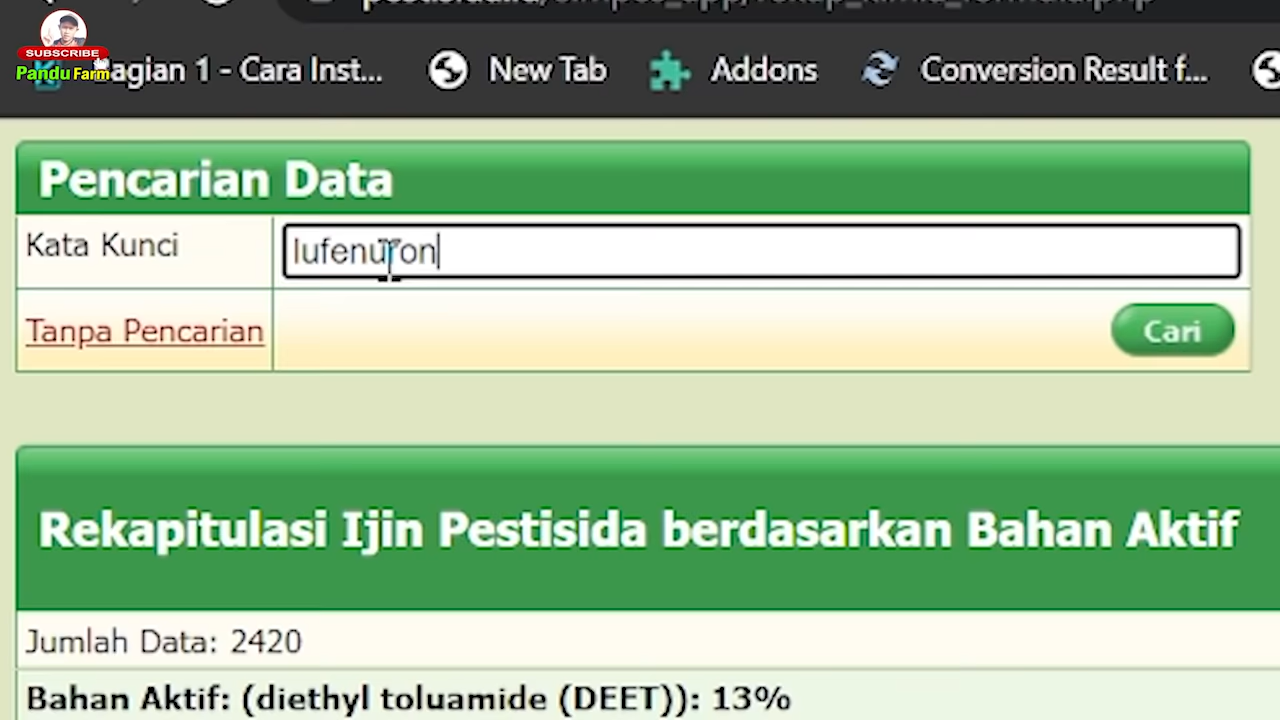 SUBSCRIBE
Pandu Farm
agian 1 - Cara Inst...
New Tab
Addons
Conversion Result f...
Pencarian Data
Kata Kunci
lufenuron
Tanpa Pencarian
Cari
Rekapitulasi Ijin Pestisida berdasarkan Bahan Aktif
Jumlah Data: 2420
Bahan Aktif: (diethyl toluamide (DEET)): 13%